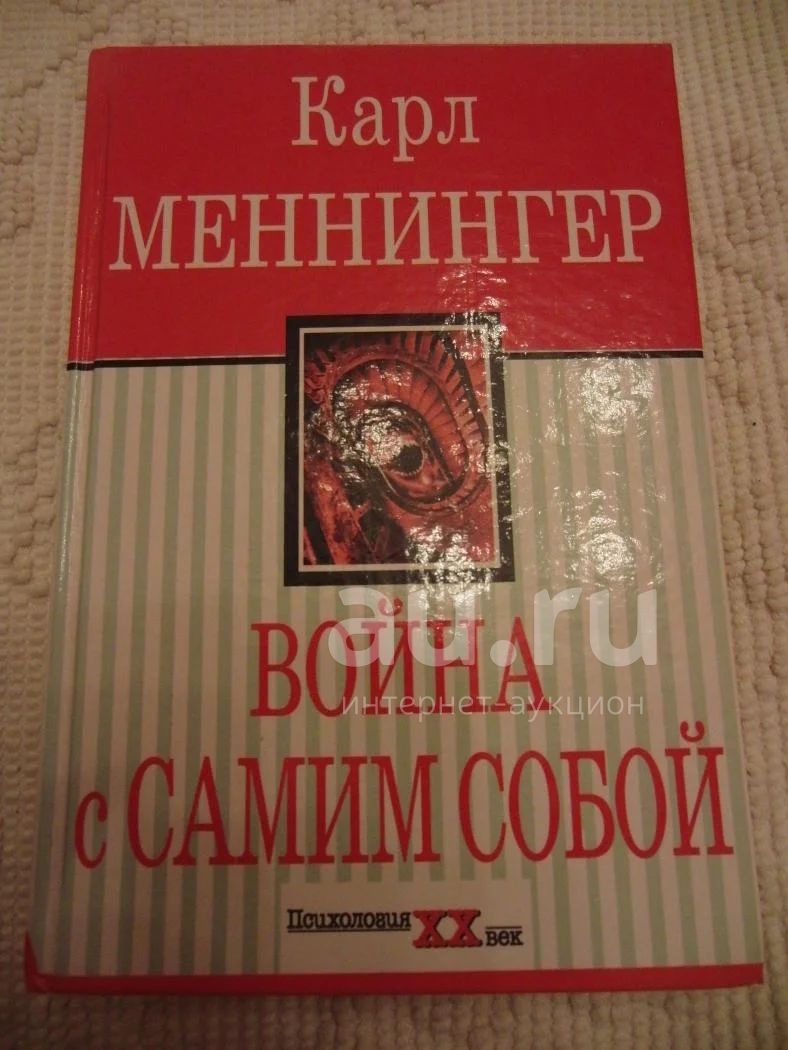 Карл
МЕННИНГЕР
au.ru
интернет-аукцион
ВОЙНА
с САМИМ СОБОЙ
Психология XX век